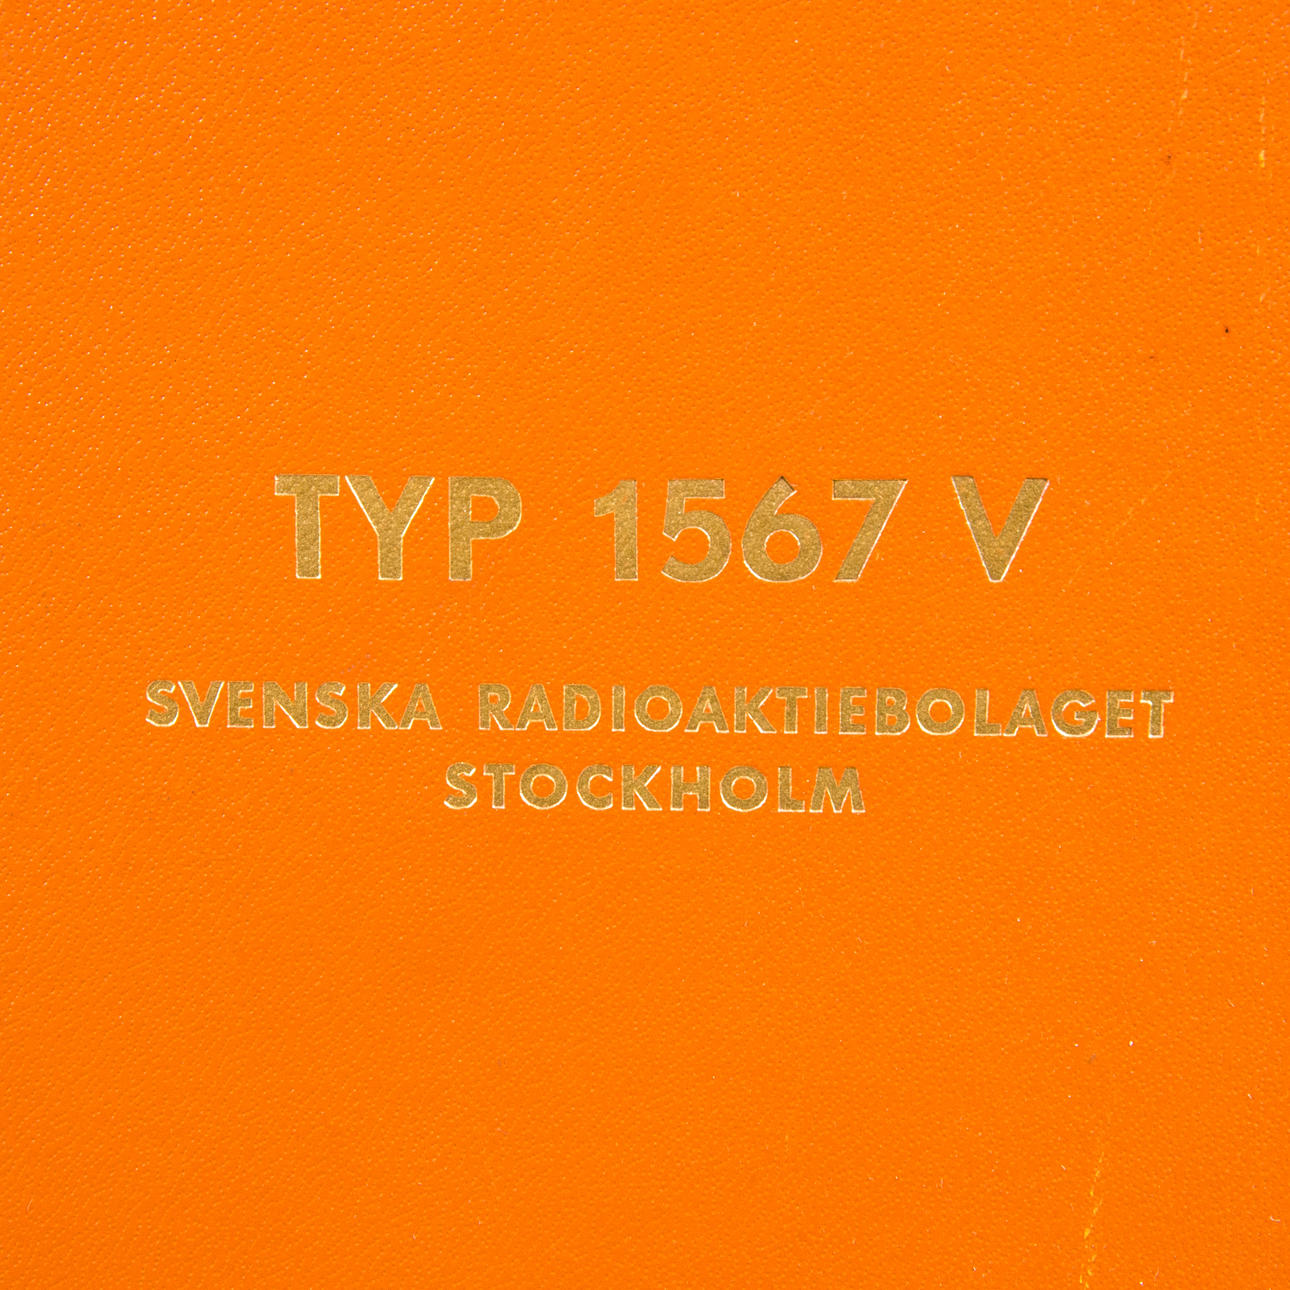 TYP 1567 V
SVENSKA RADIOAKTIEBOLAGET
STOCKHOLM